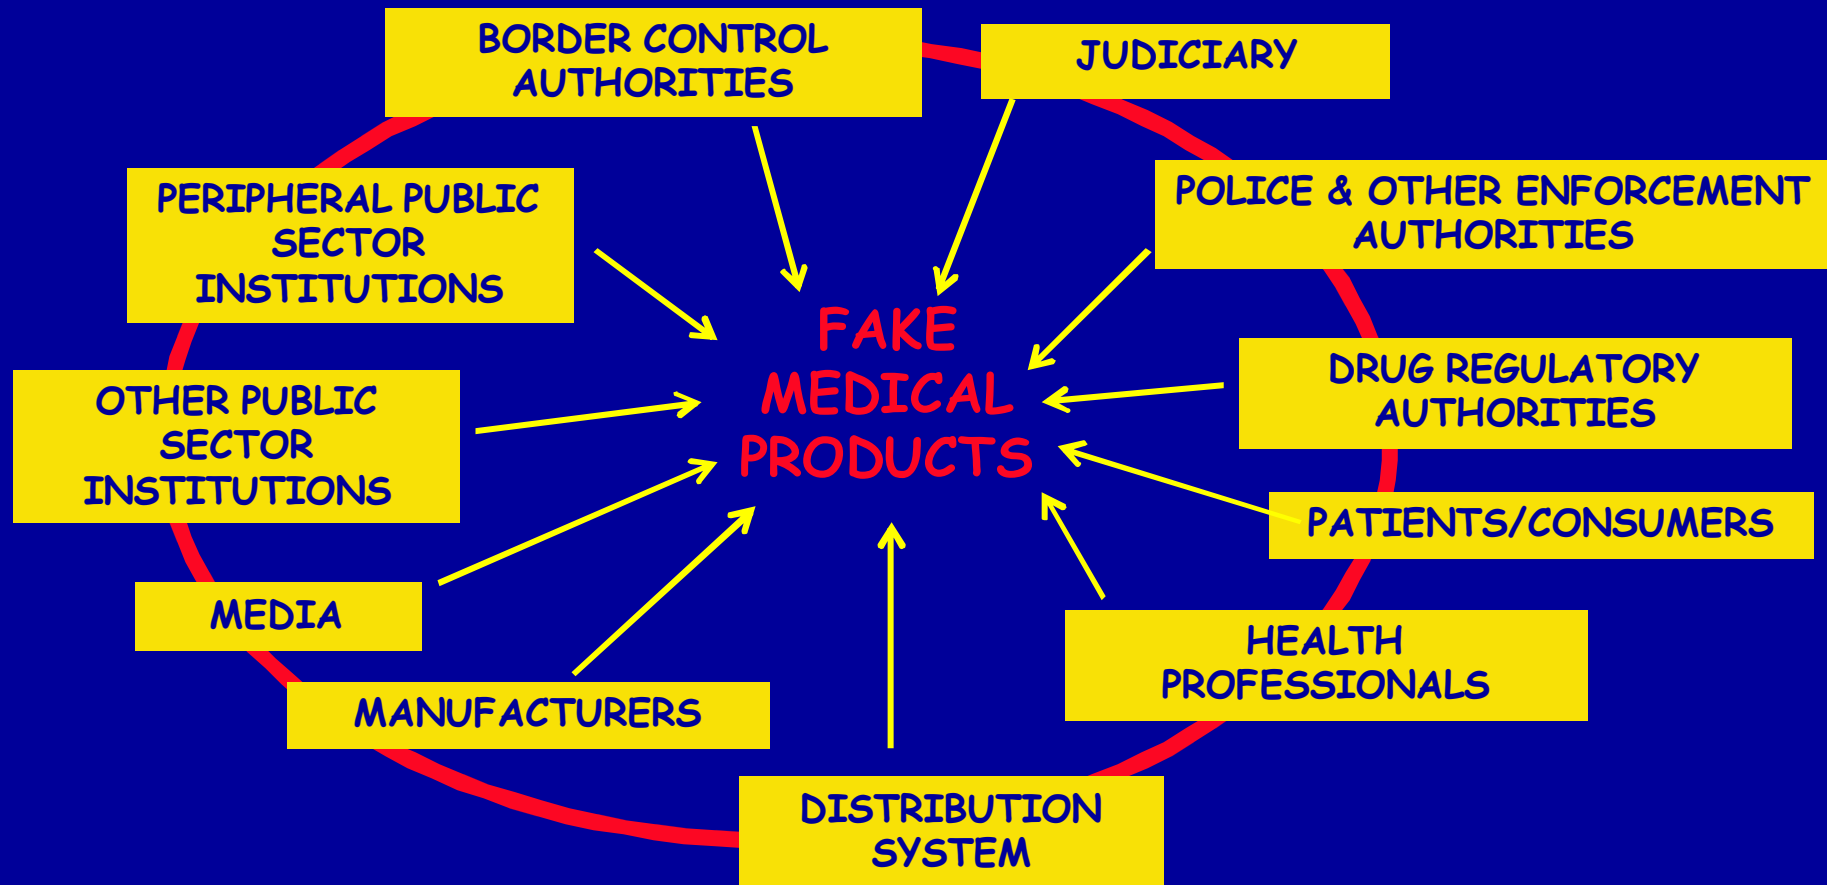 BORDER CONTROL
AUTHORITIES
JUDICIARY
PERIPHERAL PUBLIC
SECTOR
INSTITUTIONS
POLICE & OTHER ENFORCEMENT
AUTHORITIES
FAKE
MEDICAL
PRODUCTS
DRUG REGULATORY
AUTHORITIES
OTHER PUBLIC
SECTOR
INSTITUTIONS
PATIENTS/CONSUMERS
MEDIA
HEALTH
PROFESSIONALS
MANUFACTURERS
DISTRIBUTION
SYSTEM